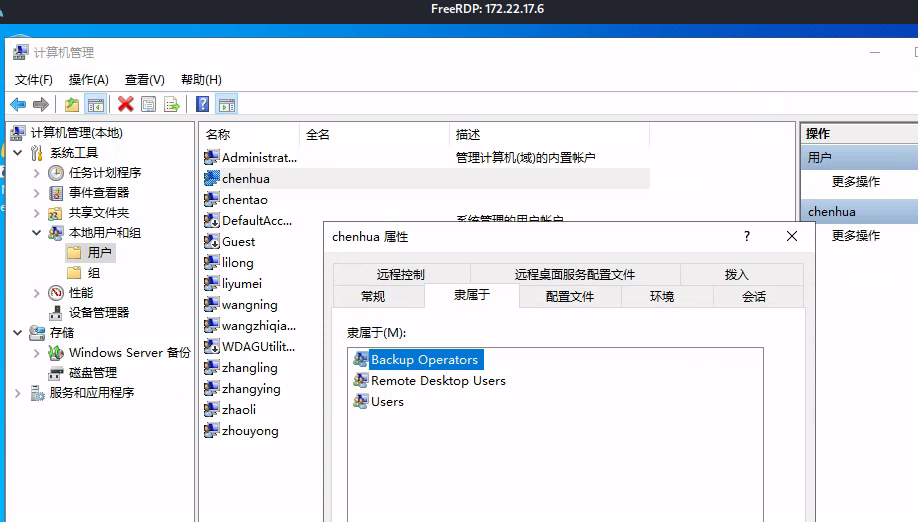 FreeRDP: 172.22.17.6
计算机管理
文件(F) 操作(A) 查看(V) 帮助(H)
计算机管理(本地)
系统工具
任务计划程序
事件查看器
共享文件夹
本地用户和组
用户
组
性能
设备管理器
存储
Windows Server 备份
磁盘管理
服务和应用程序
名称 全名 描述
Administrat... 管理计算机(域)的内置帐户
chenhua
chentao
DefaultAcc... 系统管理的用户帐户
Guest
lilong
liyumei
wangning
wangzhiqia...
WDAGUtilit...
zhangling
zhangying
zhaoli
zhouyong
操作
用户
更多操作
chenhua
更多操作
chenhua 属性
远程控制 远程桌面服务配置文件 拨入
常规 隶属于 配置文件 环境 会话
隶属于(M):
Backup Operators
Remote Desktop Users
Users